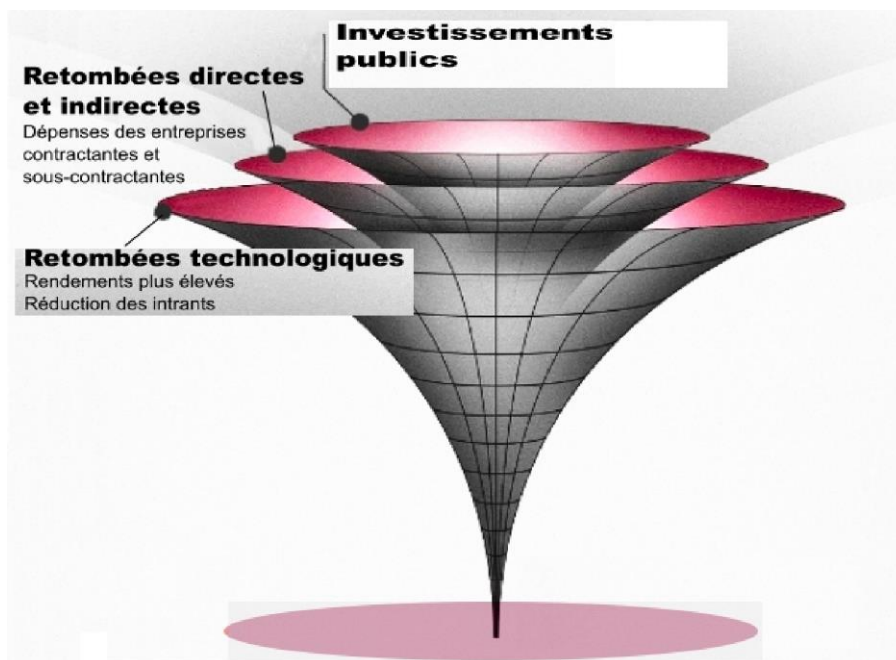 Investissements
publics
Retombées directes
et indirectes
Dépenses des entreprises
contractantes et
sous-contractantes
Retombées technologiques
Rendements plus élevés
Réduction des intrants